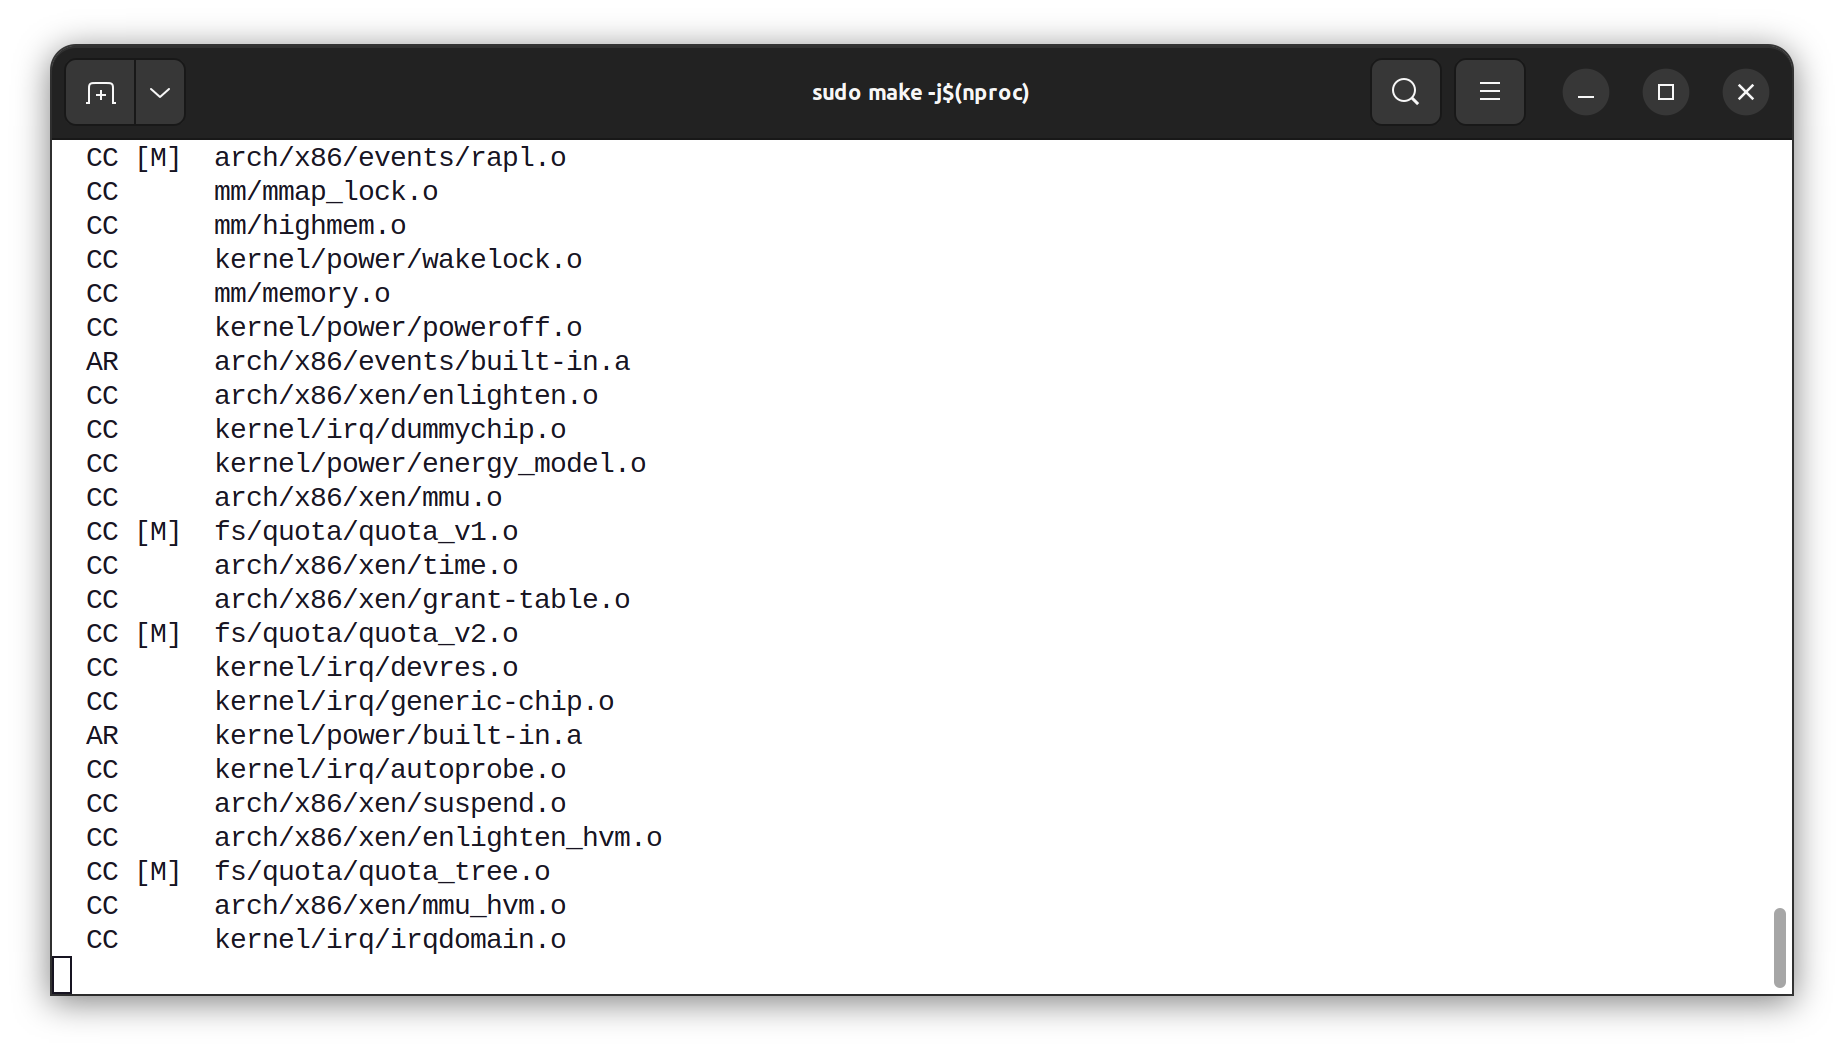 sudo make -j$(nproc)
CC [M]  arch/x86/events/rapl.o
CC      mm/mmap_lock.o
CC      mm/highmem.o
CC      kernel/power/wakelock.o
CC      mm/memory.o
CC      kernel/power/poweroff.o
AR      arch/x86/events/built-in.a
CC      arch/x86/xen/enlighten.o
CC      kernel/irq/dummychip.o
CC      kernel/power/energy_model.o
CC      arch/x86/xen/mmu.o
CC [M]  fs/quota/quota_v1.o
CC      arch/x86/xen/time.o
CC      arch/x86/xen/grant-table.o
CC [M]  fs/quota/quota_v2.o
CC      kernel/irq/devres.o
CC      kernel/irq/generic-chip.o
AR      kernel/power/built-in.a
CC      kernel/irq/autoprobe.o
CC      arch/x86/xen/suspend.o
CC      arch/x86/xen/enlighten_hvm.o
CC [M]  fs/quota/quota_tree.o
CC      arch/x86/xen/mmu_hvm.o
CC      kernel/irq/irqdomain.o